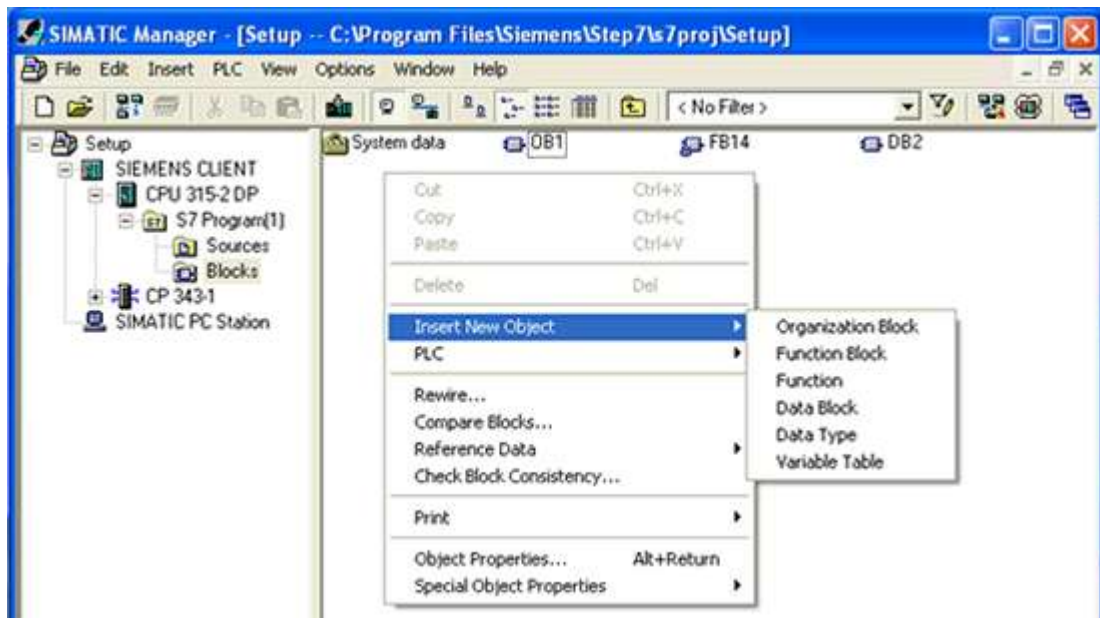 SIMATIC Manager - [Setup -- C:\Program Files\Siemens\Step7\s7proj\Setup]
File Edit Insert PLC View Options Window Help
< No Filter >
Setup
SIEMENS CLIENT
CPU 315-2 DP
S7 Program(1)
Sources
Blocks
CP 343-1
SIMATIC PC Station
System data OB1 FB14 DB2
Cut Ctrl+X
Copy Ctrl+C
Paste Ctrl+V
Delete Del
Insert New Object
PLC
Rewire...
Compare Blocks...
Reference Data
Check Block Consistency...
Print
Object Properties... Alt+Return
Special Object Properties
Organization Block
Function Block
Function
Data Block
Data Type
Variable Table